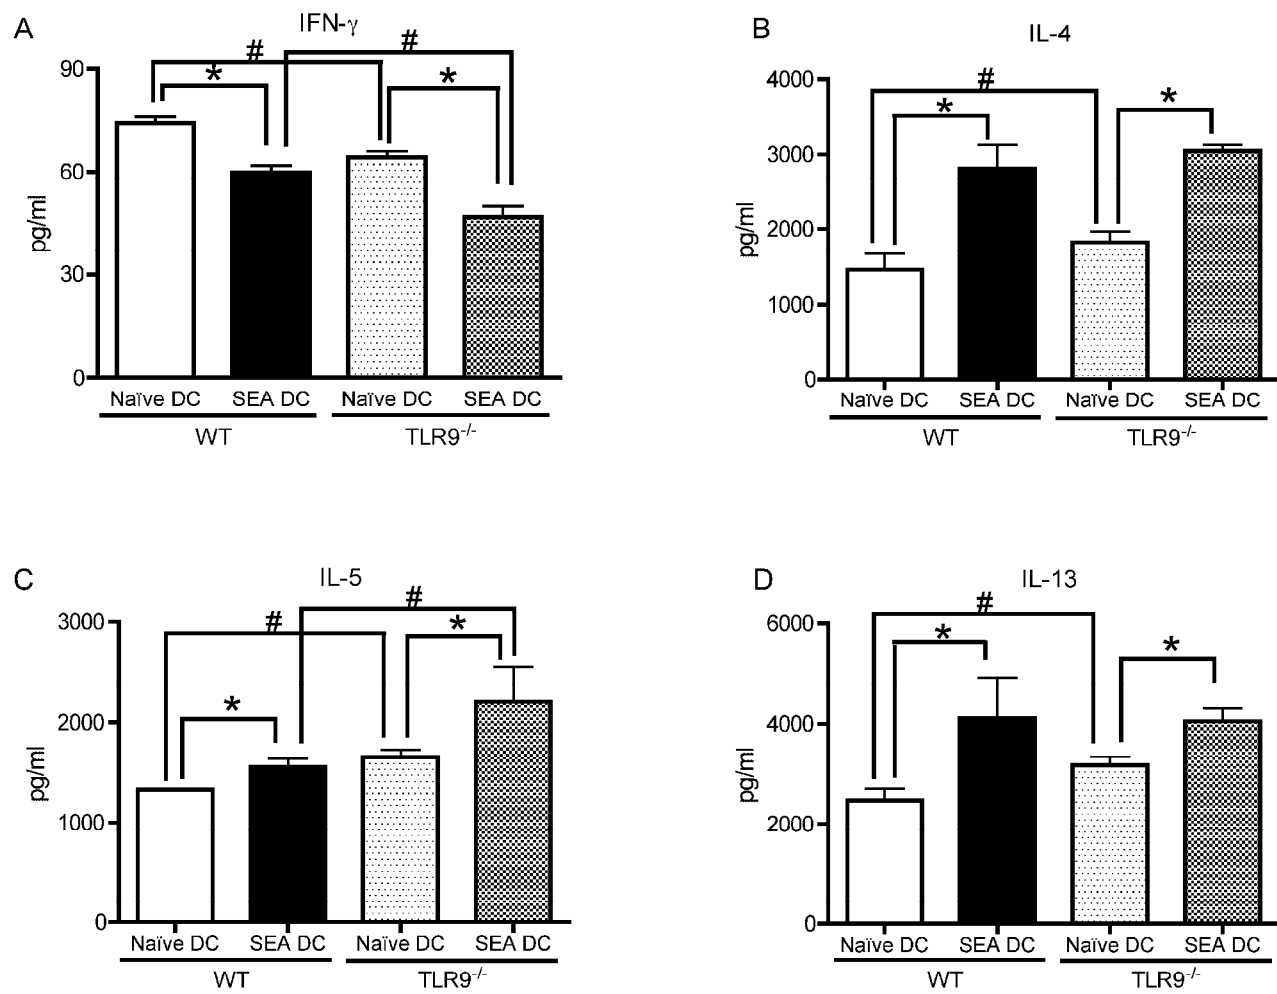 A
IFN-γ
#
#
*
*
90
60
30
0
pg/ml
Naïve DC SEA DC Naïve DC SEA DC
WT TLR9-/-
B
IL-4
#
*
*
4000
3000
2000
1000
0
pg/ml
Naïve DC SEA DC Naïve DC SEA DC
WT TLR9-/-
C
IL-5
#
#
*
*
3000
2000
1000
0
pg/ml
Naïve DC SEA DC Naïve DC SEA DC
WT TLR9-/-
D
IL-13
#
*
*
6000
4000
2000
0
pg/ml
Naïve DC SEA DC Naïve DC SEA DC
WT TLR9-/-